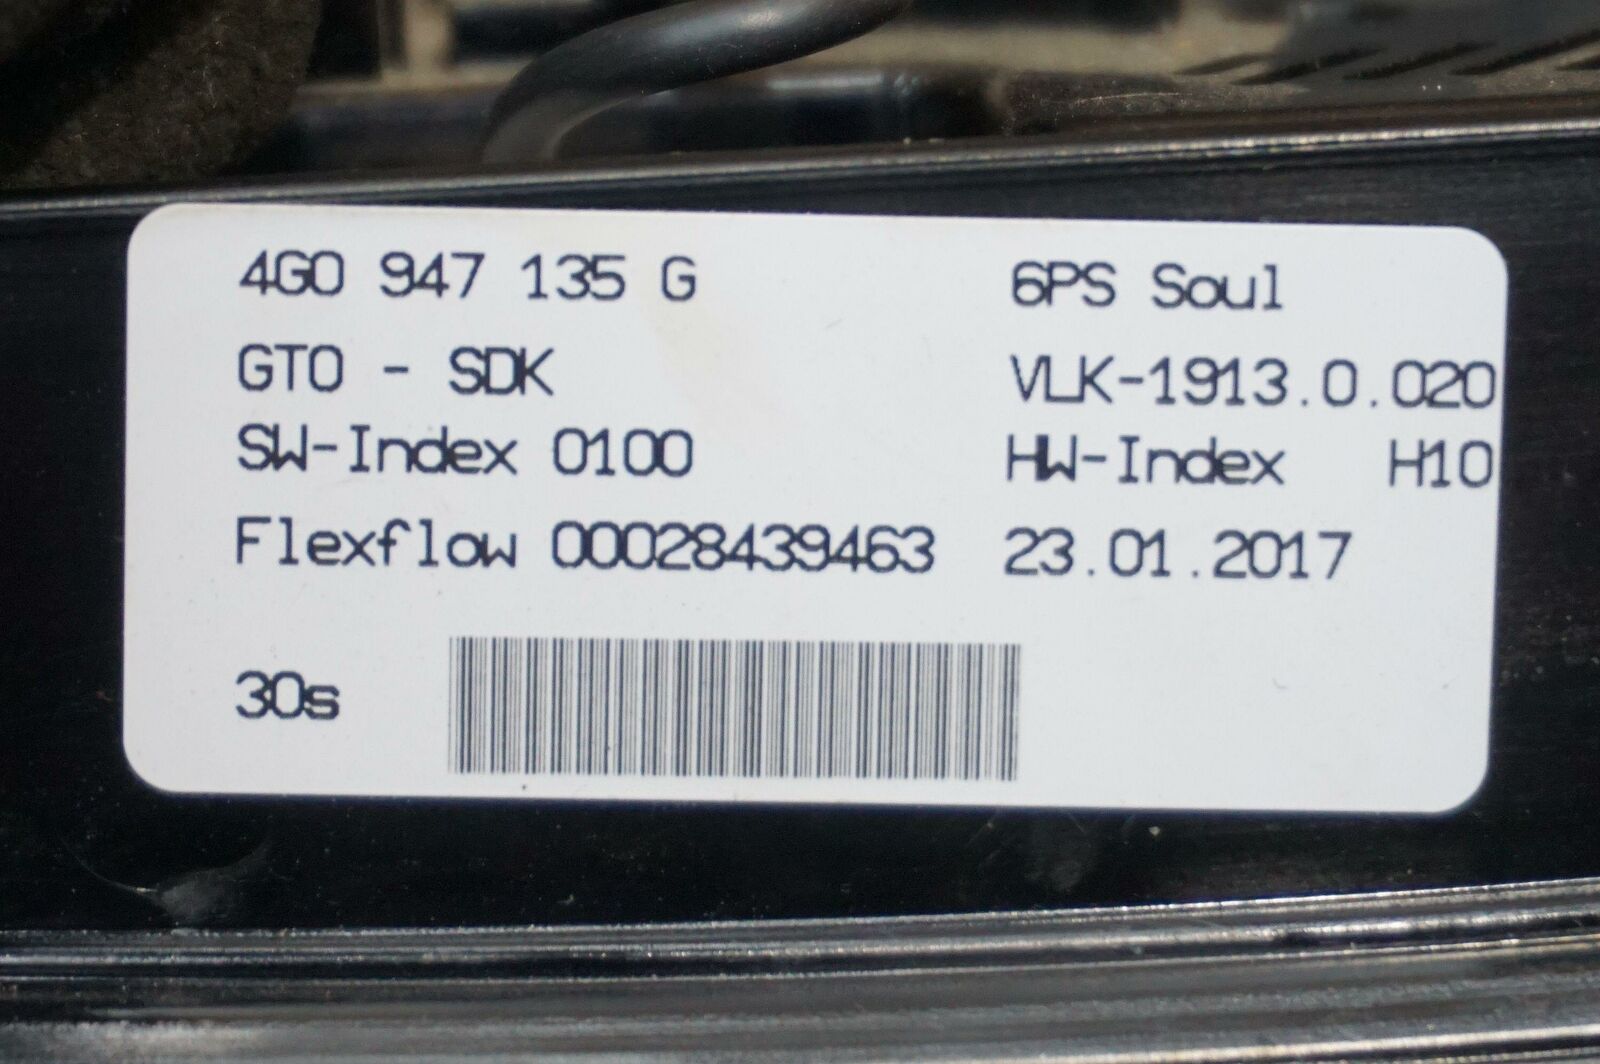 4G0 947 135 G 6PS Soul
GTO - SDK VLK-1913.0.020
SW-Index 0100 HW-Index H10
Flexflow 00028439463 23.01.2017
30s